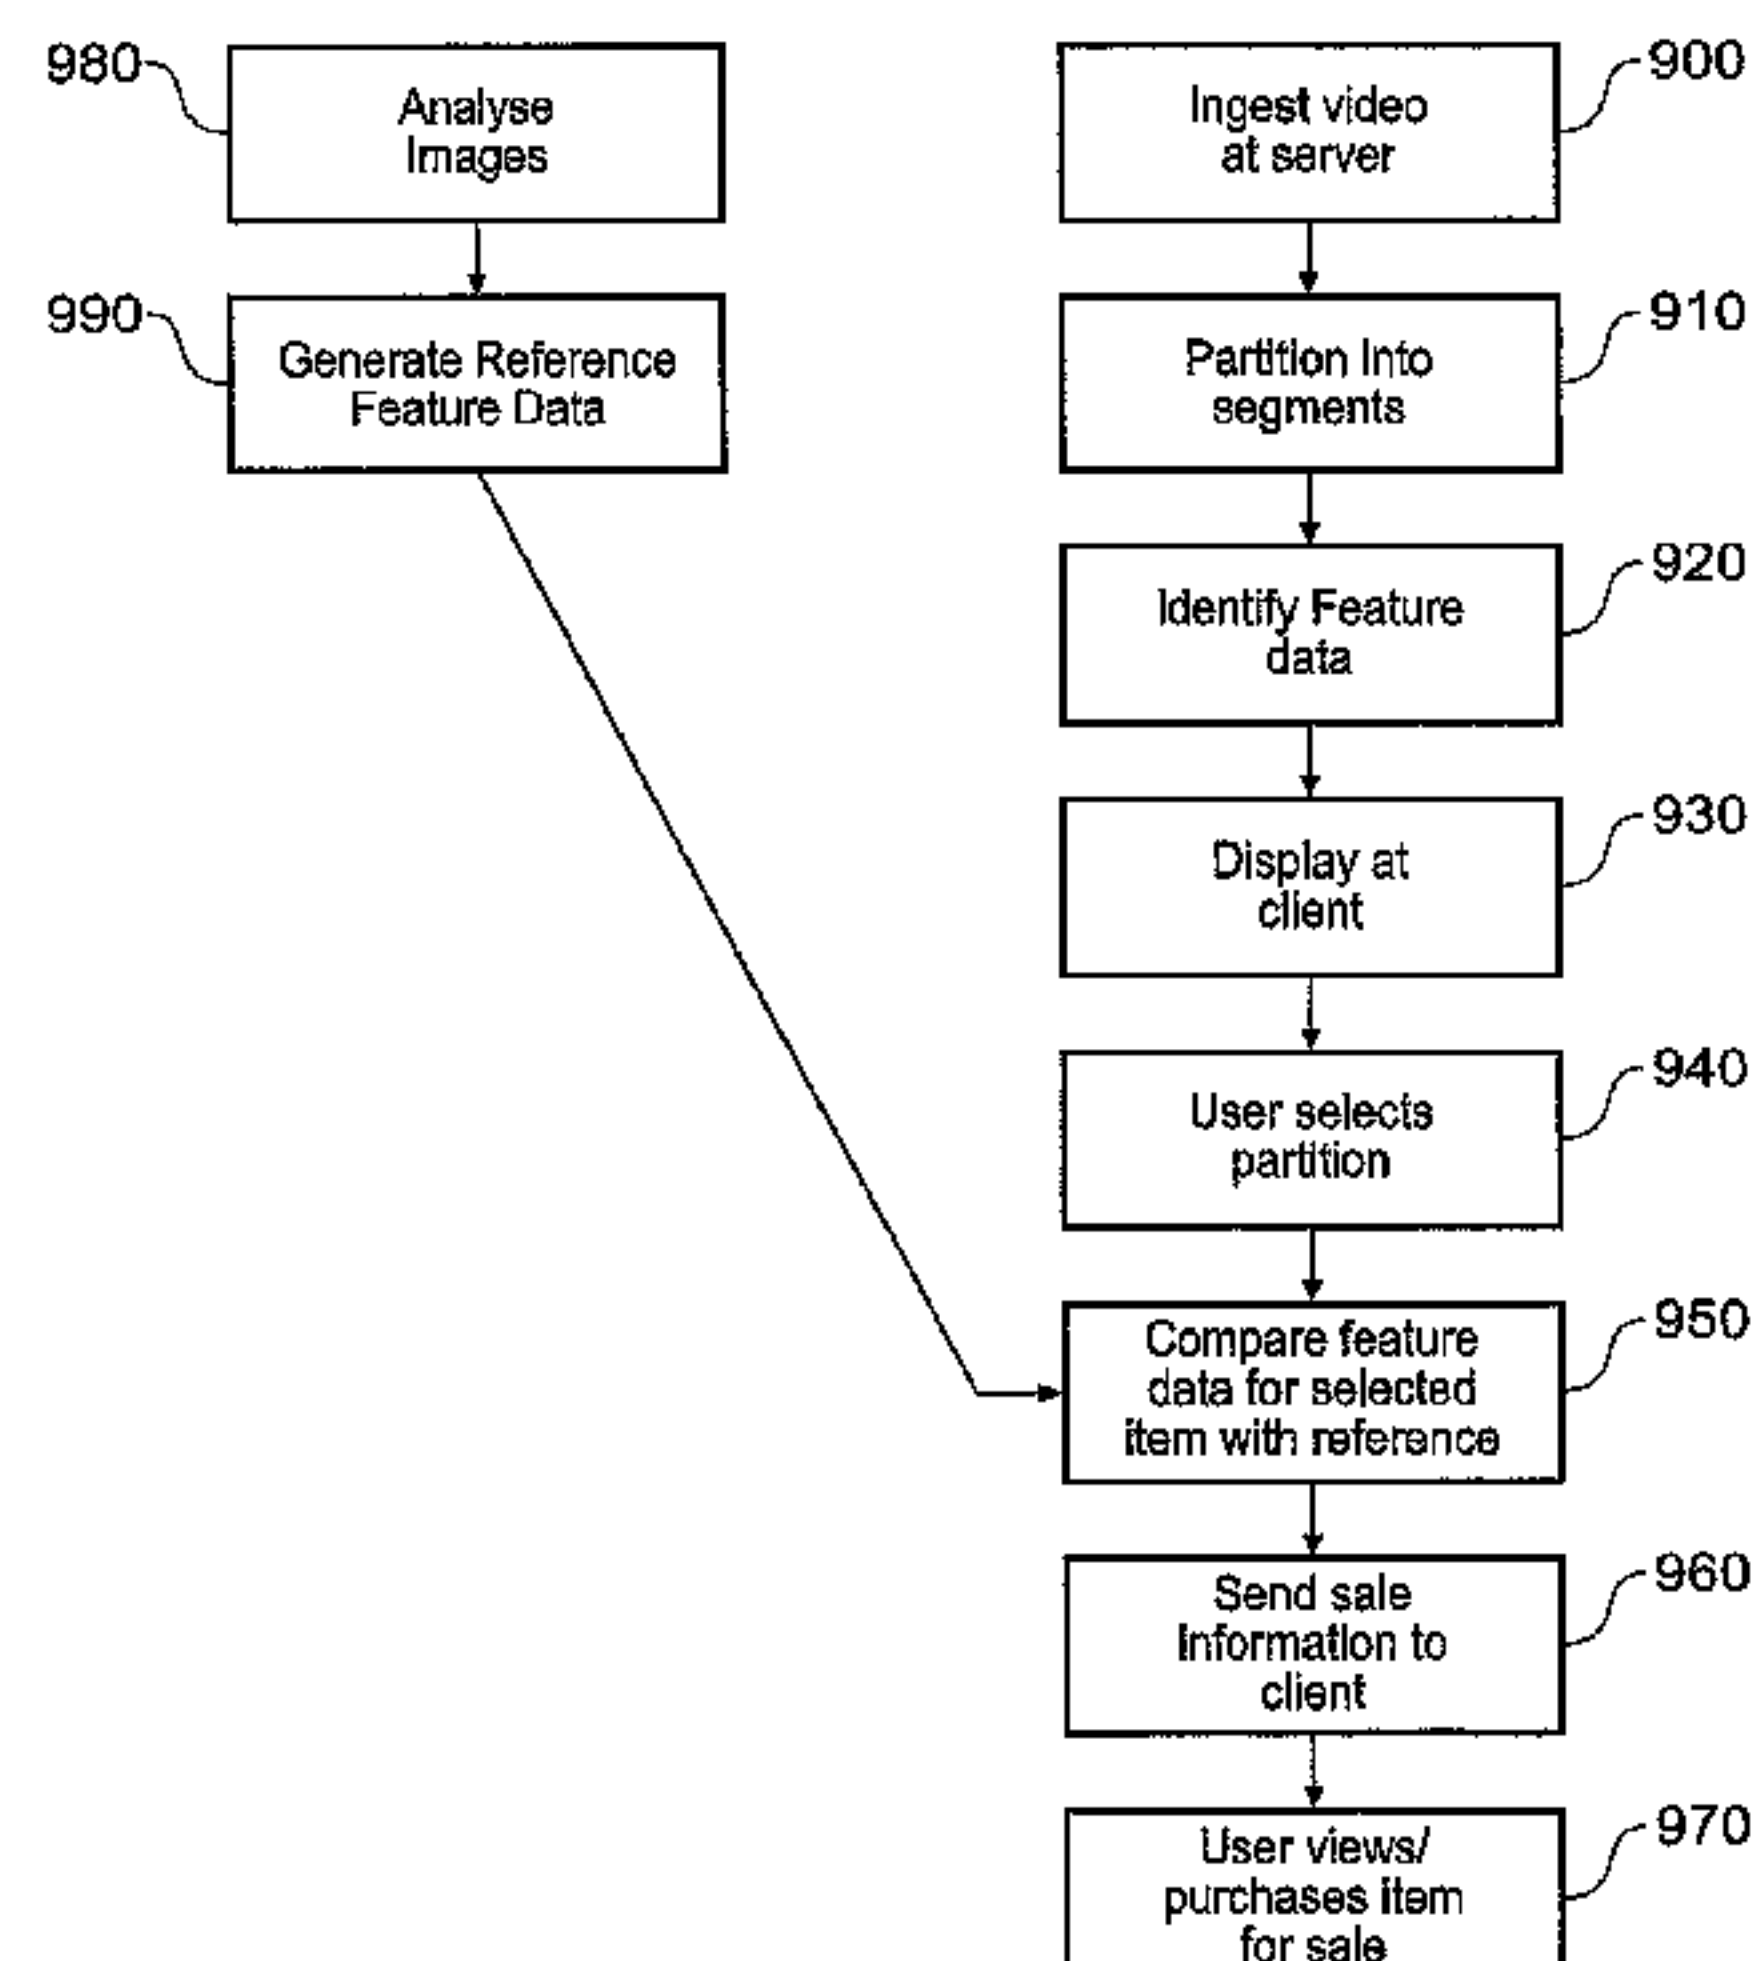 980
Analyse
Images
990
Generate Reference
Feature Data
900
Ingest video
at server
910
Partition Into
segments
920
Identify Feature
data
930
Display at
client
940
User selects
partition
950
Compare feature
data for selected
item with reference
960
Send sale
Information to
client
970
User views/
purchases item
for sale